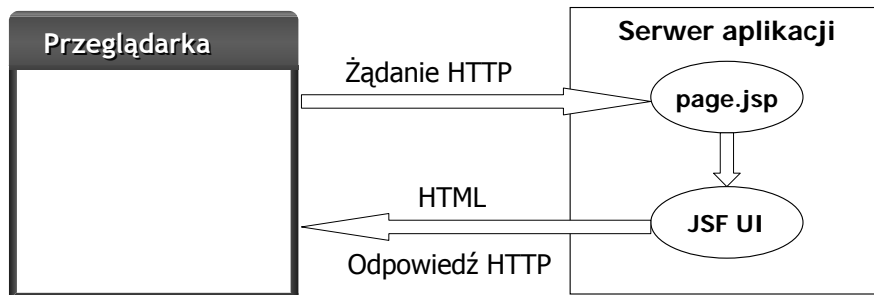 Przeglądarka
Serwer aplikacji
Żądanie HTTP
page.jsp
HTML
JSF UI
Odpowiedź HTTP